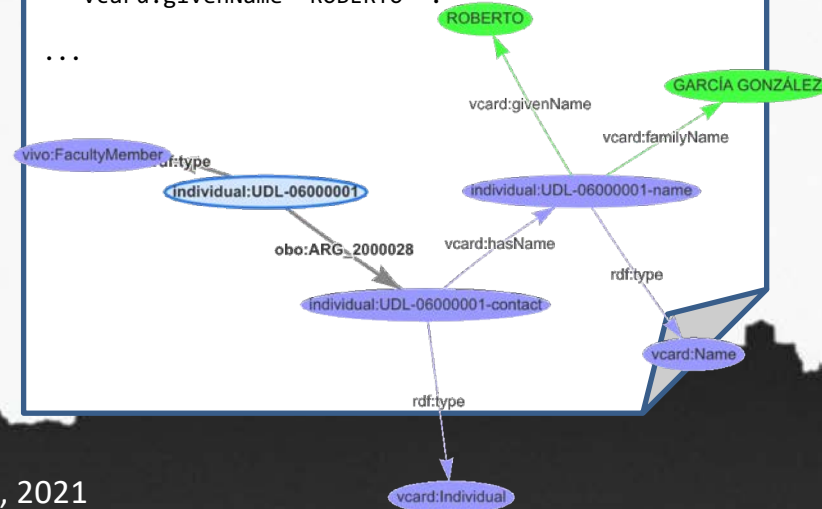 vcard:givenName "ROBERTO" .
...
ROBERTO
GARCÍA GONZÁLEZ
vcard:givenName
vcard:familyName
vivo:FacultyMember
rdf:type
individual:UDL-06000001
individual:UDL-06000001-name
obo:ARG_2000028
vcard:hasName
rdf:type
individual:UDL-06000001-contact
vcard:Name
rdf:type
vcard:Individual
, 2021